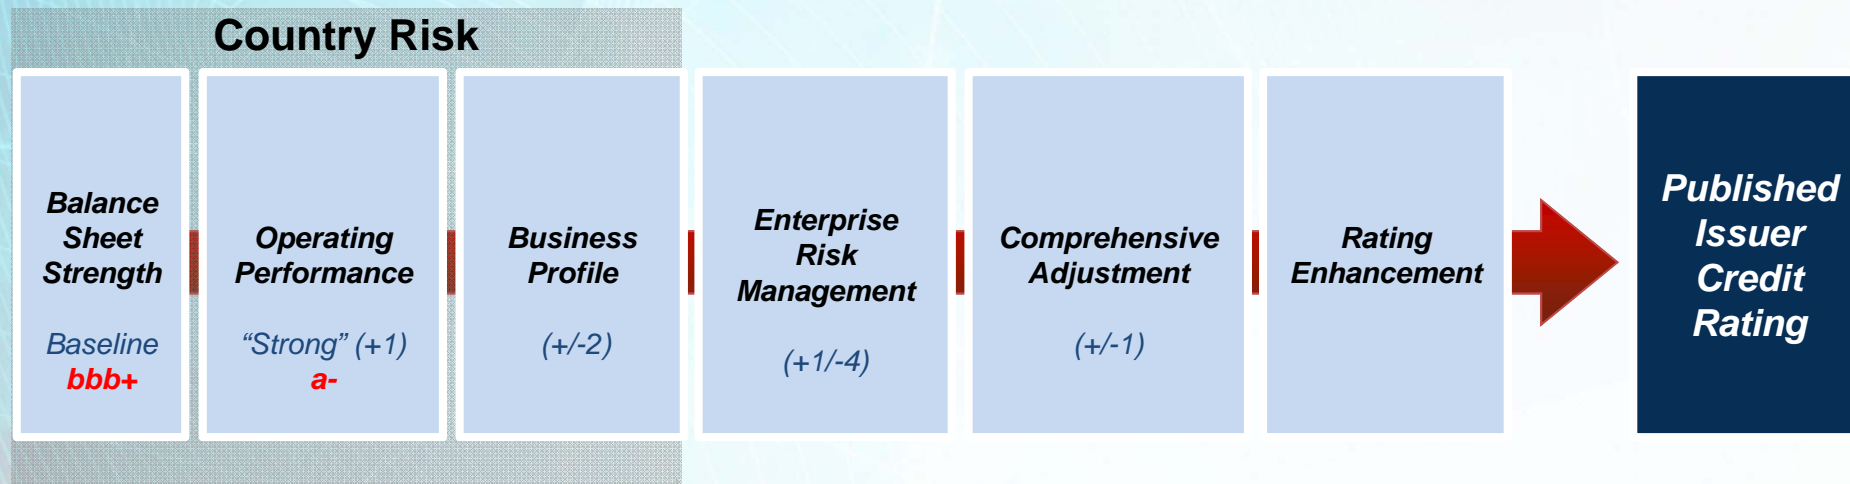 Country Risk
Balance
Sheet
Strength
Baseline
bbb+
Operating
Performance
“Strong” (+1)
a-
Business
Profile
(+/-2)
Enterprise
Risk
Management
(+1/-4)
Comprehensive
Adjustment
(+/-1)
Rating
Enhancement
Published
Issuer
Credit
Rating